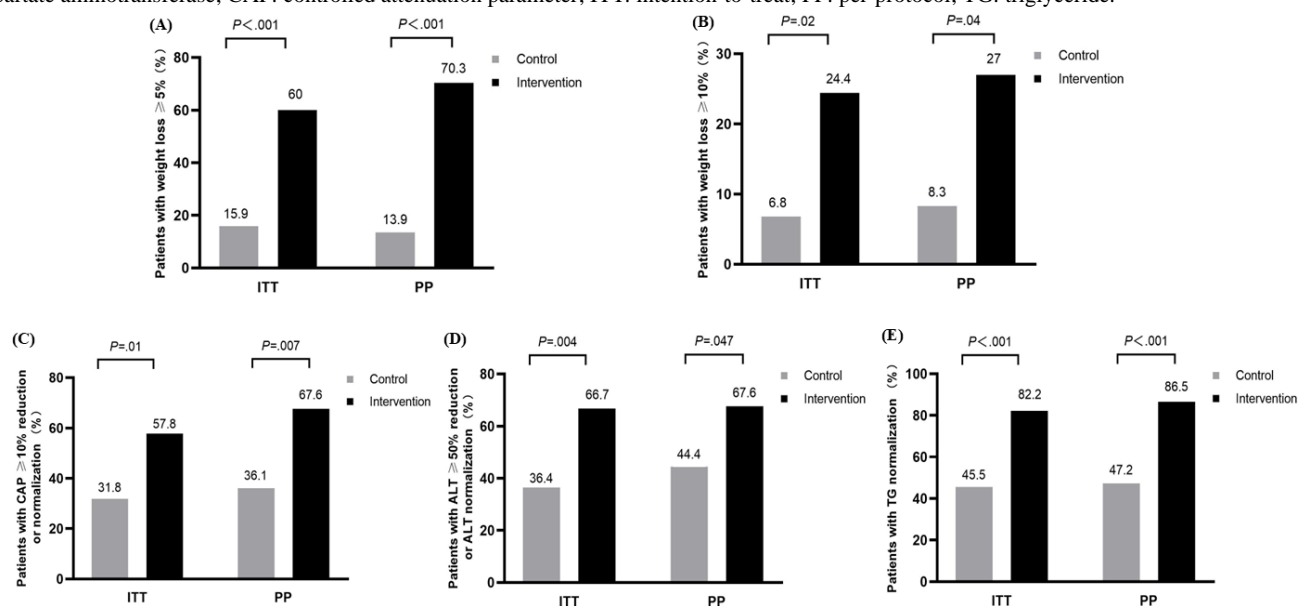 aminotransferase; CAP: controlled attenuation parameter; ITT: intention-to-treat; PP: per-protocol; TG: triglyceride.
(A)
P<.001
P<.001
Patients with weight loss ≥ 5% (%)
80
60
40
20
0
15.9
60
13.9
70.3
ITT
PP
Control
Intervention
(B)
P=.02
P=.04
Patients with weight loss ≥ 10% (%)
30
20
10
0
6.8
24.4
8.3
27
ITT
PP
Control
Intervention
(C)
P=.01
P=.007
Patients with CAP ≥ 10% reduction
or normalization (%)
80
60
40
20
0
31.8
57.8
36.1
67.6
ITT
PP
Control
Intervention
(D)
P=.004
P=.047
Patients with ALT ≥ 50% reduction
or ALT normalization (%)
80
60
40
20
0
36.4
66.7
44.4
67.6
ITT
PP
Control
Intervention
(E)
P<.001
P<.001
Patients with TG normalization (%)
100
80
60
40
20
0
45.5
82.2
47.2
86.5
ITT
PP
Control
Intervention